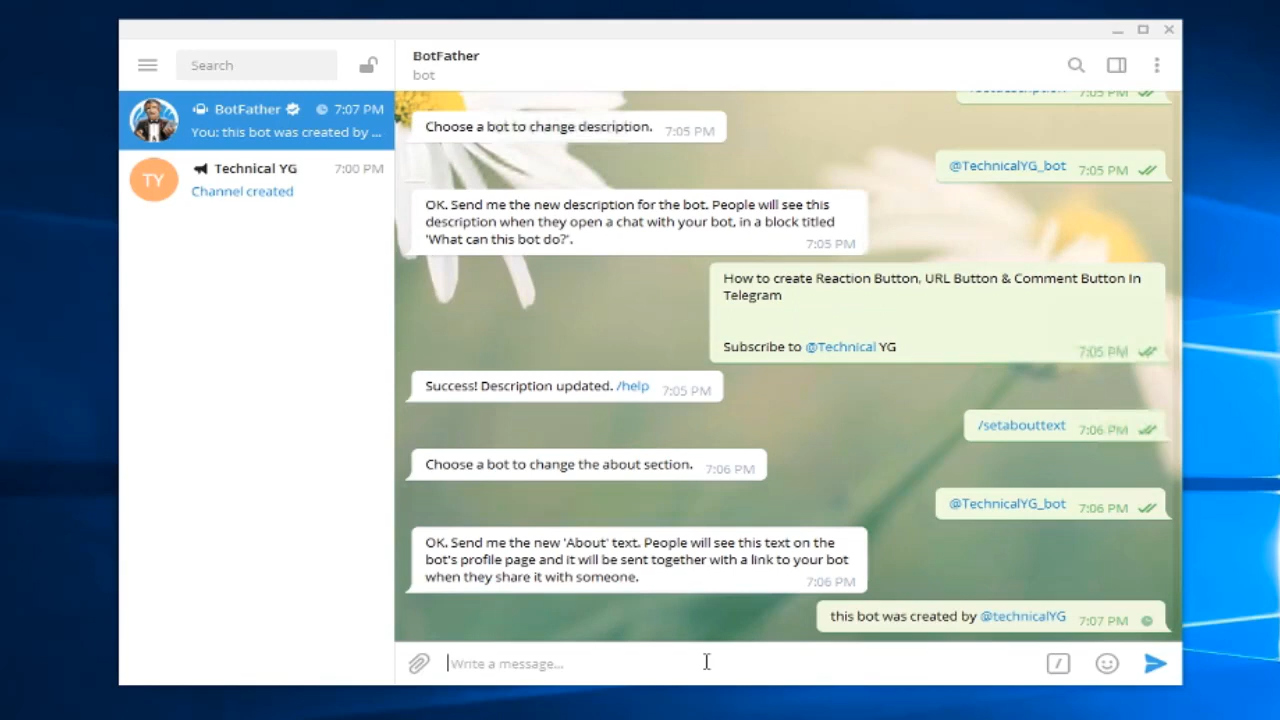 Search
BotFather
bot
BotFather 7:07 PM
You: this bot was created by ...
TY
Technical YG 7:00 PM
Channel created
7:05 PM
Choose a bot to change description. 7:05 PM
@TechnicalYG_bot 7:05 PM
OK. Send me the new description for the bot. People will see this
description when they open a chat with your bot, in a block titled
'What can this bot do?'. 7:05 PM
How to create Reaction Button, URL Button & Comment Button In
Telegram
Subscribe to @Technical YG 7:05 PM
Success! Description updated. /help 7:05 PM
/setabouttext 7:06 PM
Choose a bot to change the about section. 7:06 PM
@TechnicalYG_bot 7:06 PM
OK. Send me the new 'About' text. People will see this text on the
bot's profile page and it will be sent together with a link to your bot
when they share it with someone. 7:06 PM
this bot was created by @technicalYG 7:07 PM
Write a message...